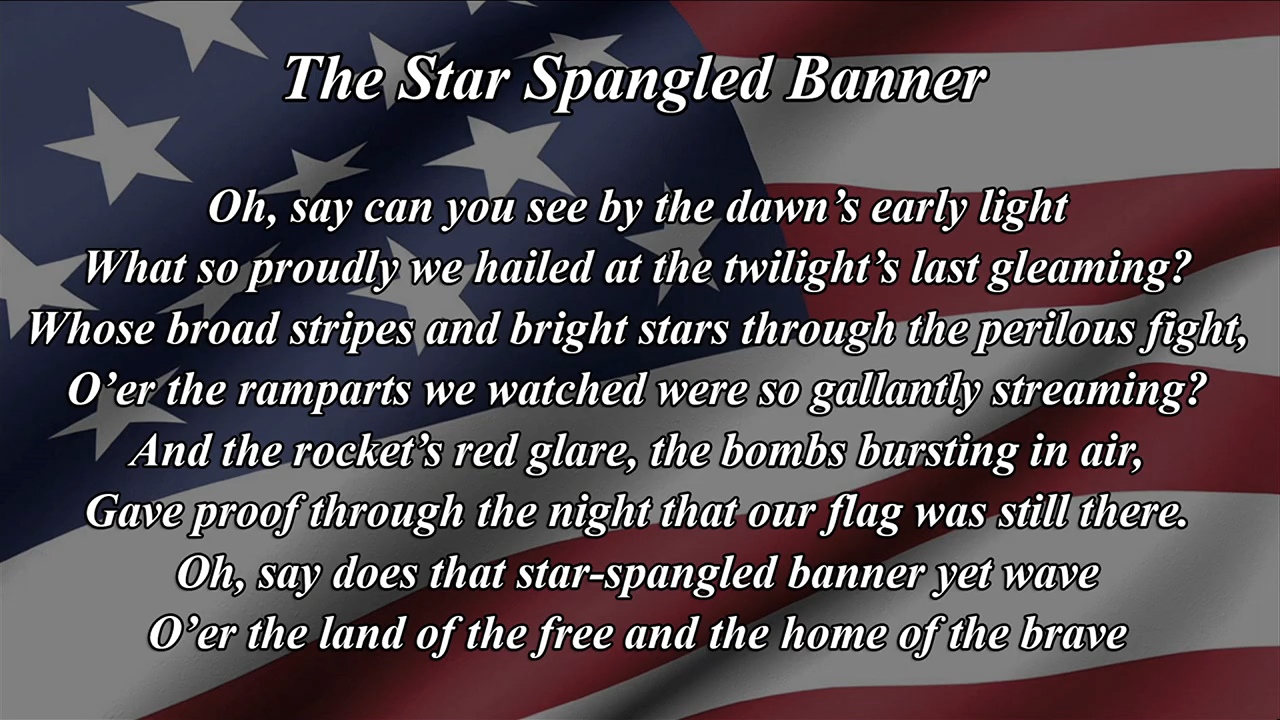 The Star Spangled Banner
Oh, say can you see by the dawn’s early light
What so proudly we hailed at the twilight’s last gleaming?
Whose broad stripes and bright stars through the perilous fight,
O’er the ramparts we watched were so gallantly streaming?
And the rocket’s red glare, the bombs bursting in air,
Gave proof through the night that our flag was still there.
Oh, say does that star-spangled banner yet wave
O’er the land of the free and the home of the brave